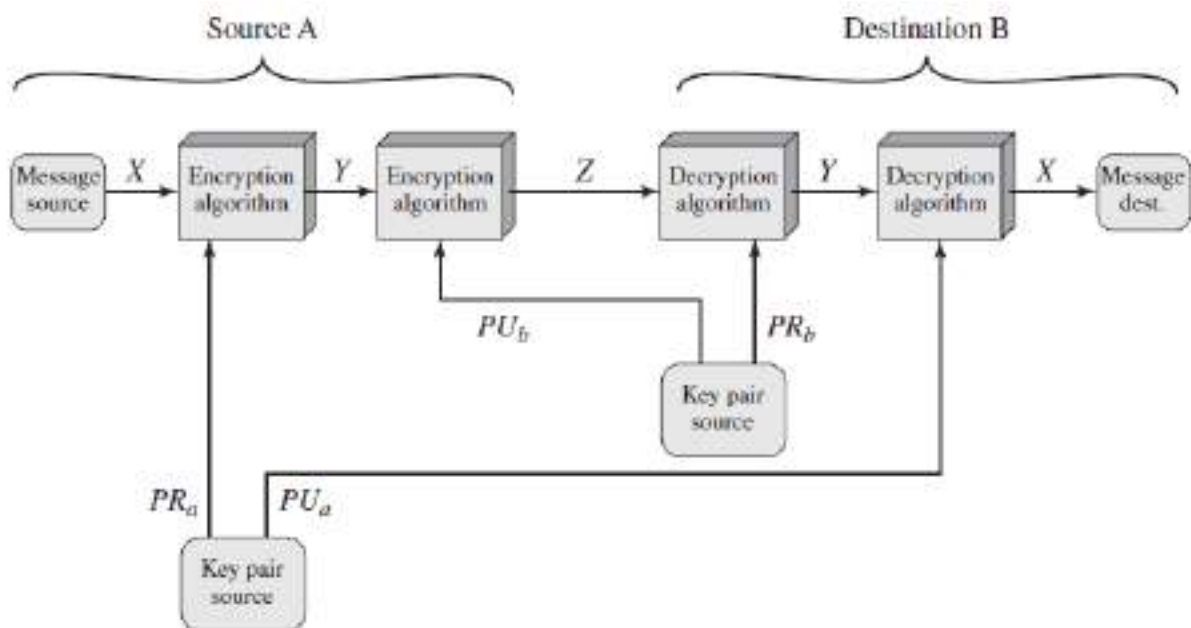 Source A
Destination B
Message
source
X
Encryption
algorithm
Y
Encryption
algorithm
Z
Decryption
algorithm
Y
Decryption
algorithm
X
Message
dest.
PUb
PRb
Key pair
source
PRa
PUa
Key pair
source